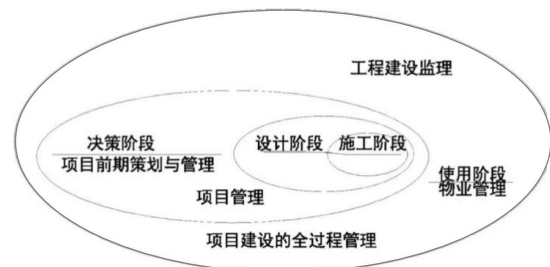 工程建设监理
决策阶段
项目前期策划与管理
设计阶段
施工阶段
使用阶段
物业管理
项目管理
项目建设的全过程管理